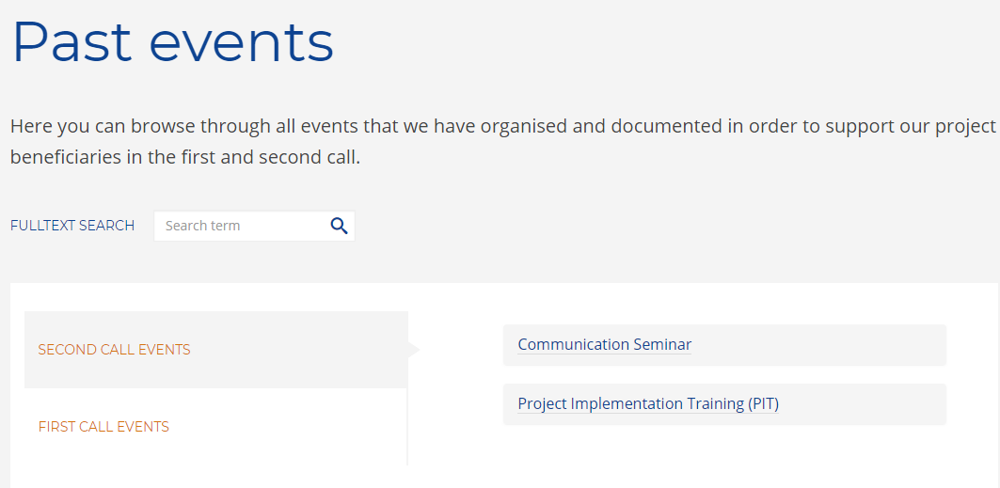 Past events
Here you can browse through all events that we have organised and documented in order to support our project
beneficiaries in the first and second call.
FULLTEXT SEARCH
Search term
SECOND CALL EVENTS
FIRST CALL EVENTS
Communication Seminar
Project Implementation Training (PIT)